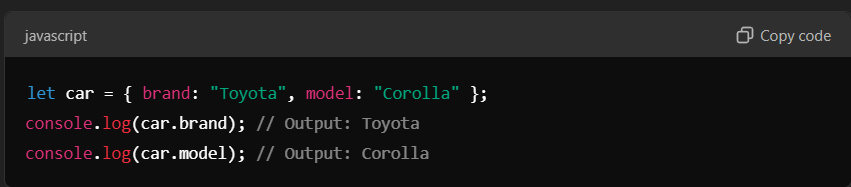 javascript
Copy code
let car = { brand: "Toyota", model: "Corolla" };
console.log(car.brand); // Output: Toyota
console.log(car.model); // Output: Corolla